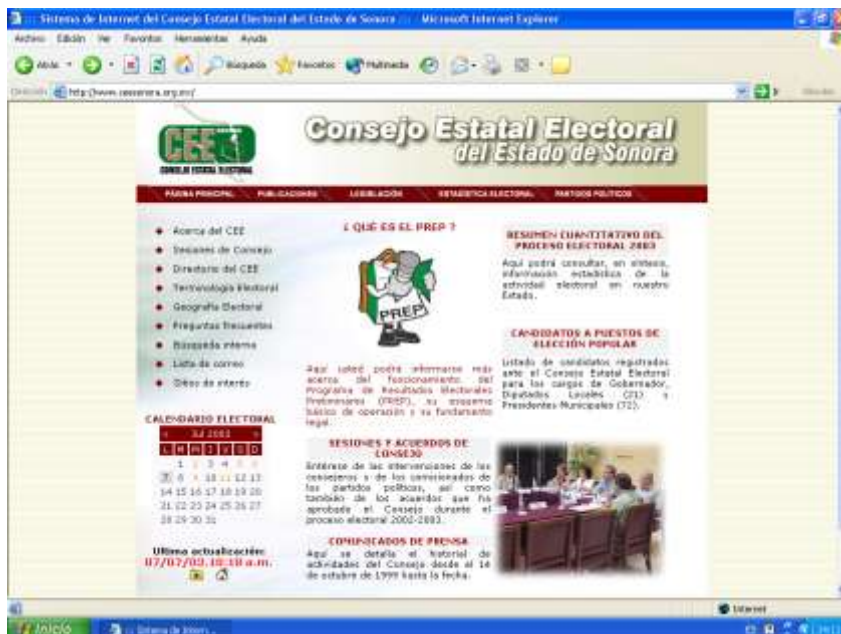 ::: Sistema de Internet del Consejo Estatal Electoral del Estado de Sonora ::: - Microsoft Internet Explorer
Archivo Edición Ver Favoritos Herramientas Ayuda
Atrás Búsqueda Favoritos Multimedia
Dirección
CEE
CONSEJO ESTATAL ELECTORAL
Consejo Estatal Electoral
del Estado de Sonora
PÁGINA PRINCIPAL PUBLICACIONES LEGISLACIÓN ESTADÍSTICA ELECTORAL PARTIDOS POLÍTICOS
Acerca del CEE
Sesiones de Consejo
Directorio del CEE
Terminología Electoral
Geografía Electoral
Preguntas frecuentes
Búsqueda interna
Lista de correo
Sitios de interés
CALENDARIO ELECTORAL
Jul 2003
L M M J V S D
1 2 3 4 5 6
7 8 9 10 11 12 13
14 15 16 17 18 19 20
21 22 23 24 25 26 27
28 29 30 31
Ultima actualización:
¿ QUÉ ES EL PREP ?
PREP
Aquí usted podrá informarse más
acerca del funcionamiento del
Programa de Resultados Electorales
Preliminares (PREP), su esquema
básico de operación y su fundamento
legal.
SESIONES Y ACUERDOS DE
CONSEJO
Entérese de las intervenciones de los
consejeros y de los comisionados de
los partidos políticos, así como
también de los acuerdos que ha
aprobado el Consejo durante el
proceso electoral 2002-2003.
COMUNICADOS DE PRENSA
Aquí se detalla el historial de
actividades del Consejo desde el 16
de octubre de 1999 hasta la fecha.
RESUMEN CUANTITATIVO DEL
PROCESO ELECTORAL 2003
Aquí podrá consultar, en síntesis,
información estadística de la
actividad electoral en nuestro
Estado.
CANDIDATOS A PUESTOS DE
ELECCIÓN POPULAR
Listado de candidatos registrados
ante el Consejo Estatal Electoral
para los cargos de Gobernador,
Diputados Locales (21) y
Presidentes Municipales (72).
Internet
Inicio